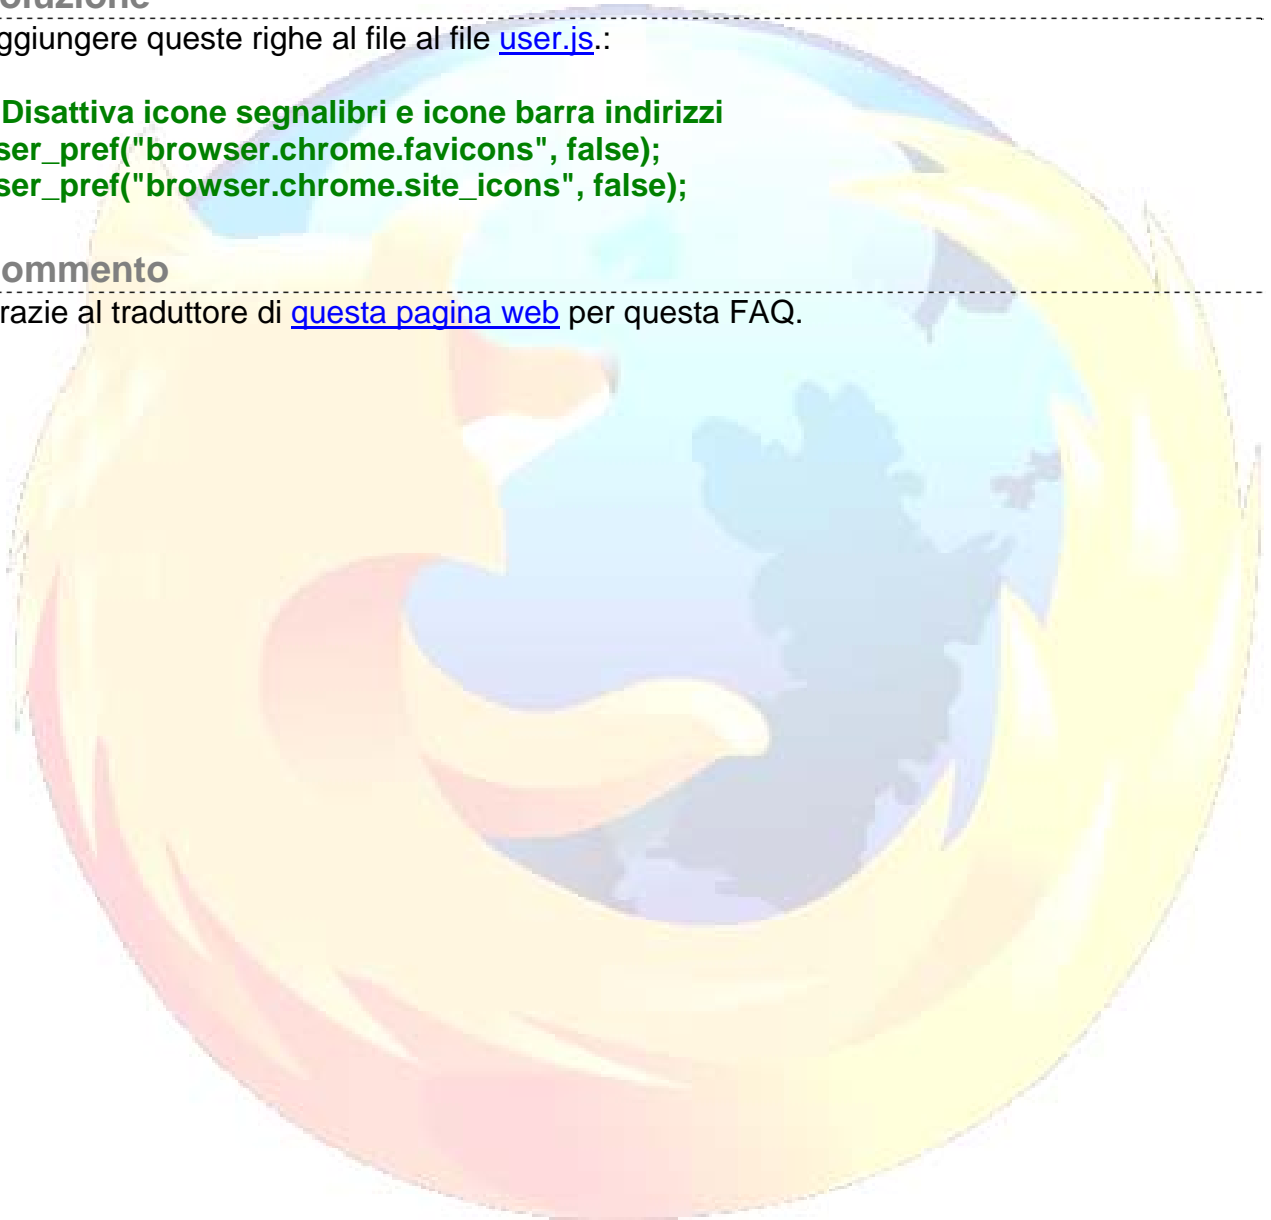 oluzione
ggiungere queste righe al file al file user.js.:
Disattiva icone segnalibri e icone barra indirizzi
ser_pref("browser.chrome.favicons", false);
ser_pref("browser.chrome.site_icons", false);
ommento
razie al traduttore di questa pagina web per questa FAQ.